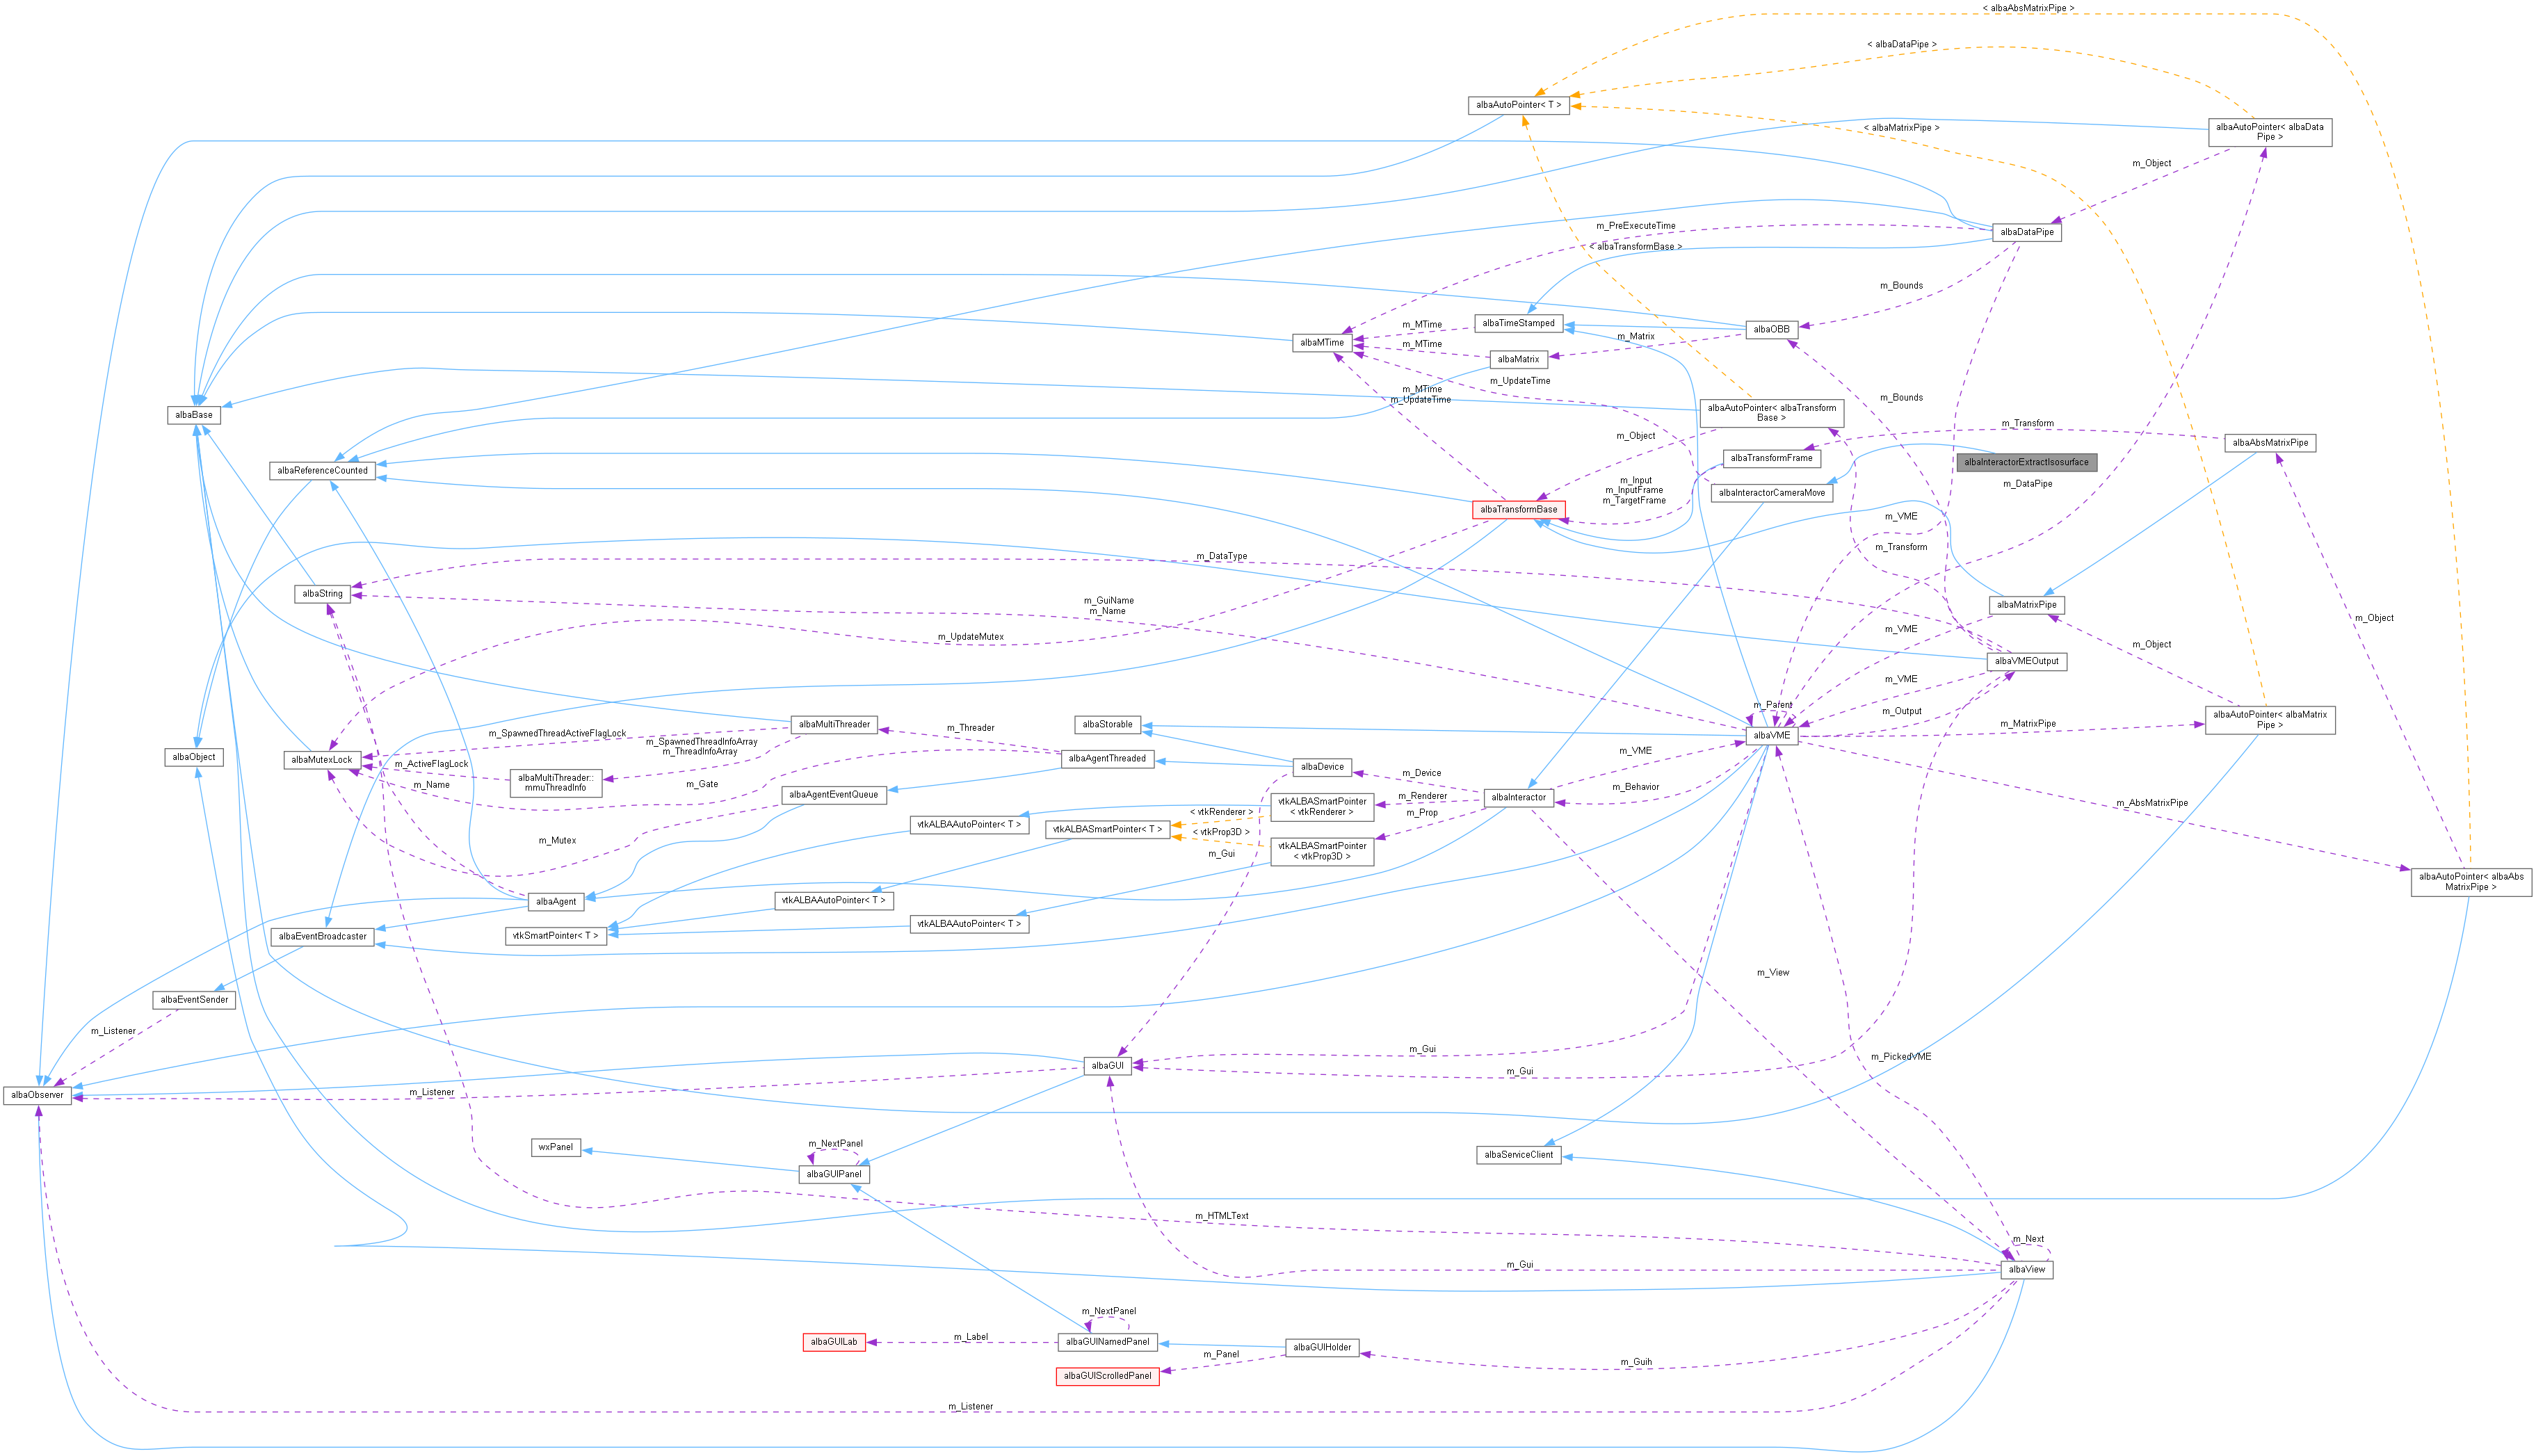 < albaAbsMatrixPipe >
< albaDataPipe >
albaAutoPointer< T >
< albaMatrixPipe >
albaAutoPointer< albaData
Pipe >
m_Object
m_PreExecuteTime
albaDataPipe
< albaTransformBase >
m_Bounds
albaTimeStamped
m_MTime
albaOBB
m_Matrix
albaMTime
m_MTime
albaMatrix
m_UpdateTime
m_MTime
m_UpdateTime
m_Bounds
albaBase
albaAutoPointer< albaTransform
Base >
m_Transform
m_Object
albaAbsMatrixPipe
albaTransformFrame
albaInteractorExtractIsosurface
albaReferenceCounted
m_Input
m_InputFrame
m_TargetFrame
m_DataPipe
albaInteractorCameraMove
albaTransformBase
m_VME
m_DataType
m_Transform
albaString
m_GuiName
m_Name
albaMatrixPipe
m_Object
m_UpdateMutex
m_VME
m_Object
albaVMEOutput
m_VME
m_Parent
m_Output
albaAutoPointer< albaMatrix
Pipe >
albaMultiThreader
m_Threader
albaStorable
m_MatrixPipe
m_SpawnedThreadActiveFlagLock
albaVME
m_SpawnedThreadInfoArray
m_ThreadInfoArray
m_VME
albaObject
albaMutexLock
albaAgentThreaded
m_ActiveFlagLock
albaDevice
m_Device
albaMultiThreader::
mmuThreadInfo
m_Name
m_Gate
m_Behavior
albaAgentEventQueue
m_Renderer
albaInteractor
vtkALBASmartPointer
< vtkRenderer >
m_AbsMatrixPipe
< vtkRenderer >
m_Prop
vtkALBAAutoPointer< T >
vtkALBASmartPointer< T >
< vtkProp3D >
m_Mutex
m_Gui
vtkALBASmartPointer
< vtkProp3D >
albaAutoPointer< albaAbs
MatrixPipe >
albaAgent
vtkALBAAutoPointer< T >
albaEventBroadcaster
vtkSmartPointer< T >
vtkALBAAutoPointer< T >
m_View
albaEventSender
m_Listener
m_Gui
m_PickedVME
albaGUI
m_Gui
albaObserver
m_Listener
wxPanel
m_NextPanel
albaServiceClient
albaGUIPanel
m_HTMLText
m_Next
m_Gui
albaView
m_NextPanel
albaGUILab
m_Label
albaGUINamedPanel
albaGUIHolder
m_Panel
m_Guih
albaGUIScrolledPanel
m_Listener